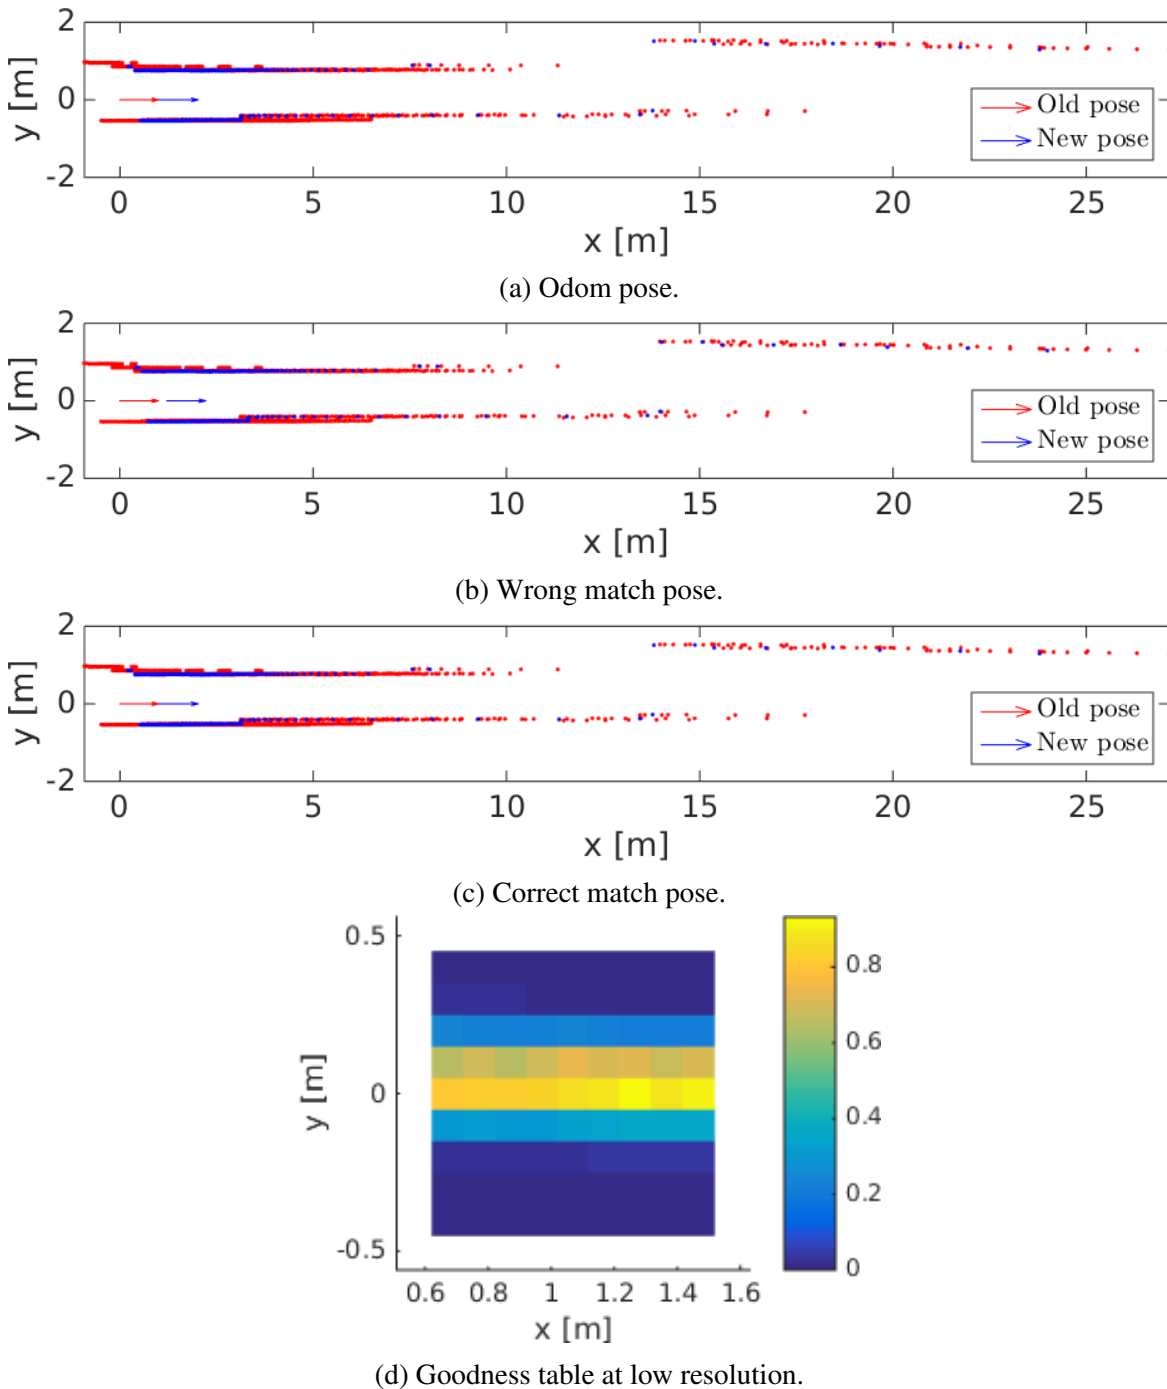 2
0
-2
y [m]
Old pose
New pose
0 5 10 15 20 25
x [m]
(a) Odom pose.
2
0
-2
y [m]
Old pose
New pose
0 5 10 15 20 25
x [m]
(b) Wrong match pose.
2
0
-2
y [m]
Old pose
New pose
0 5 10 15 20 25
x [m]
(c) Correct match pose.
0.5
0
-0.5
y [m]
0.8
0.6
0.4
0.2
0
0.6 0.8 1 1.2 1.4 1.6
x [m]
(d) Goodness table at low resolution.